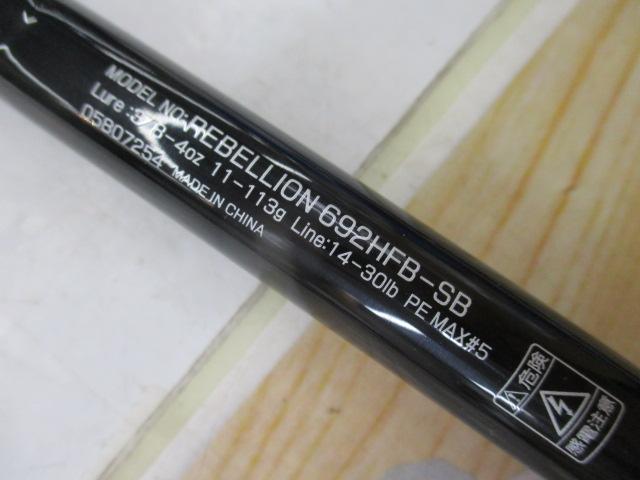 MODEL NO:REBELLION 692HFB-SB
Lure :3/8-4oz 11-113g Line:14-30lb PE MAX#5
05807254 MADE IN CHINA
危険
感電注意